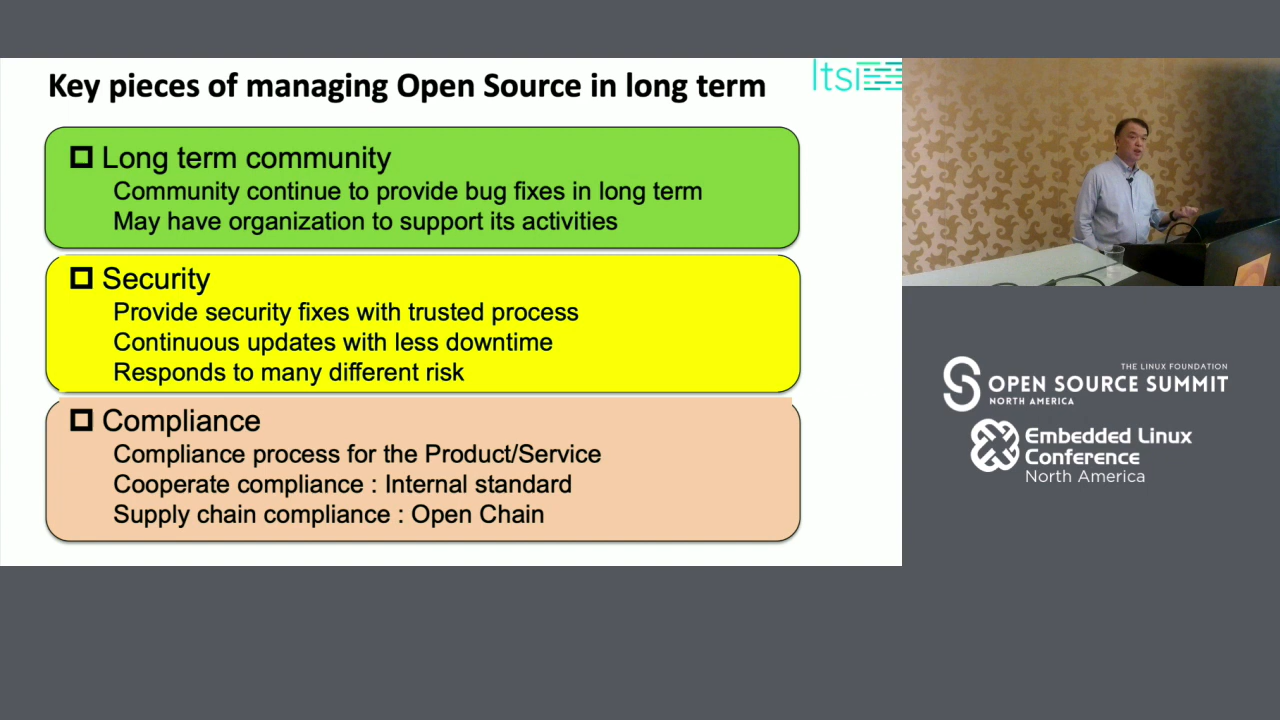 Key pieces of managing Open Source in long term
ltsi
Long term community
Community continue to provide bug fixes in long term
May have organization to support its activities
Security
Provide security fixes with trusted process
Continuous updates with less downtime
Responds to many different risk
Compliance
Compliance process for the Product/Service
Cooperate compliance : Internal standard
Supply chain compliance : Open Chain
THE LINUX FOUNDATION
OPEN SOURCE SUMMIT
NORTH AMERICA
Embedded Linux
Conference
North America